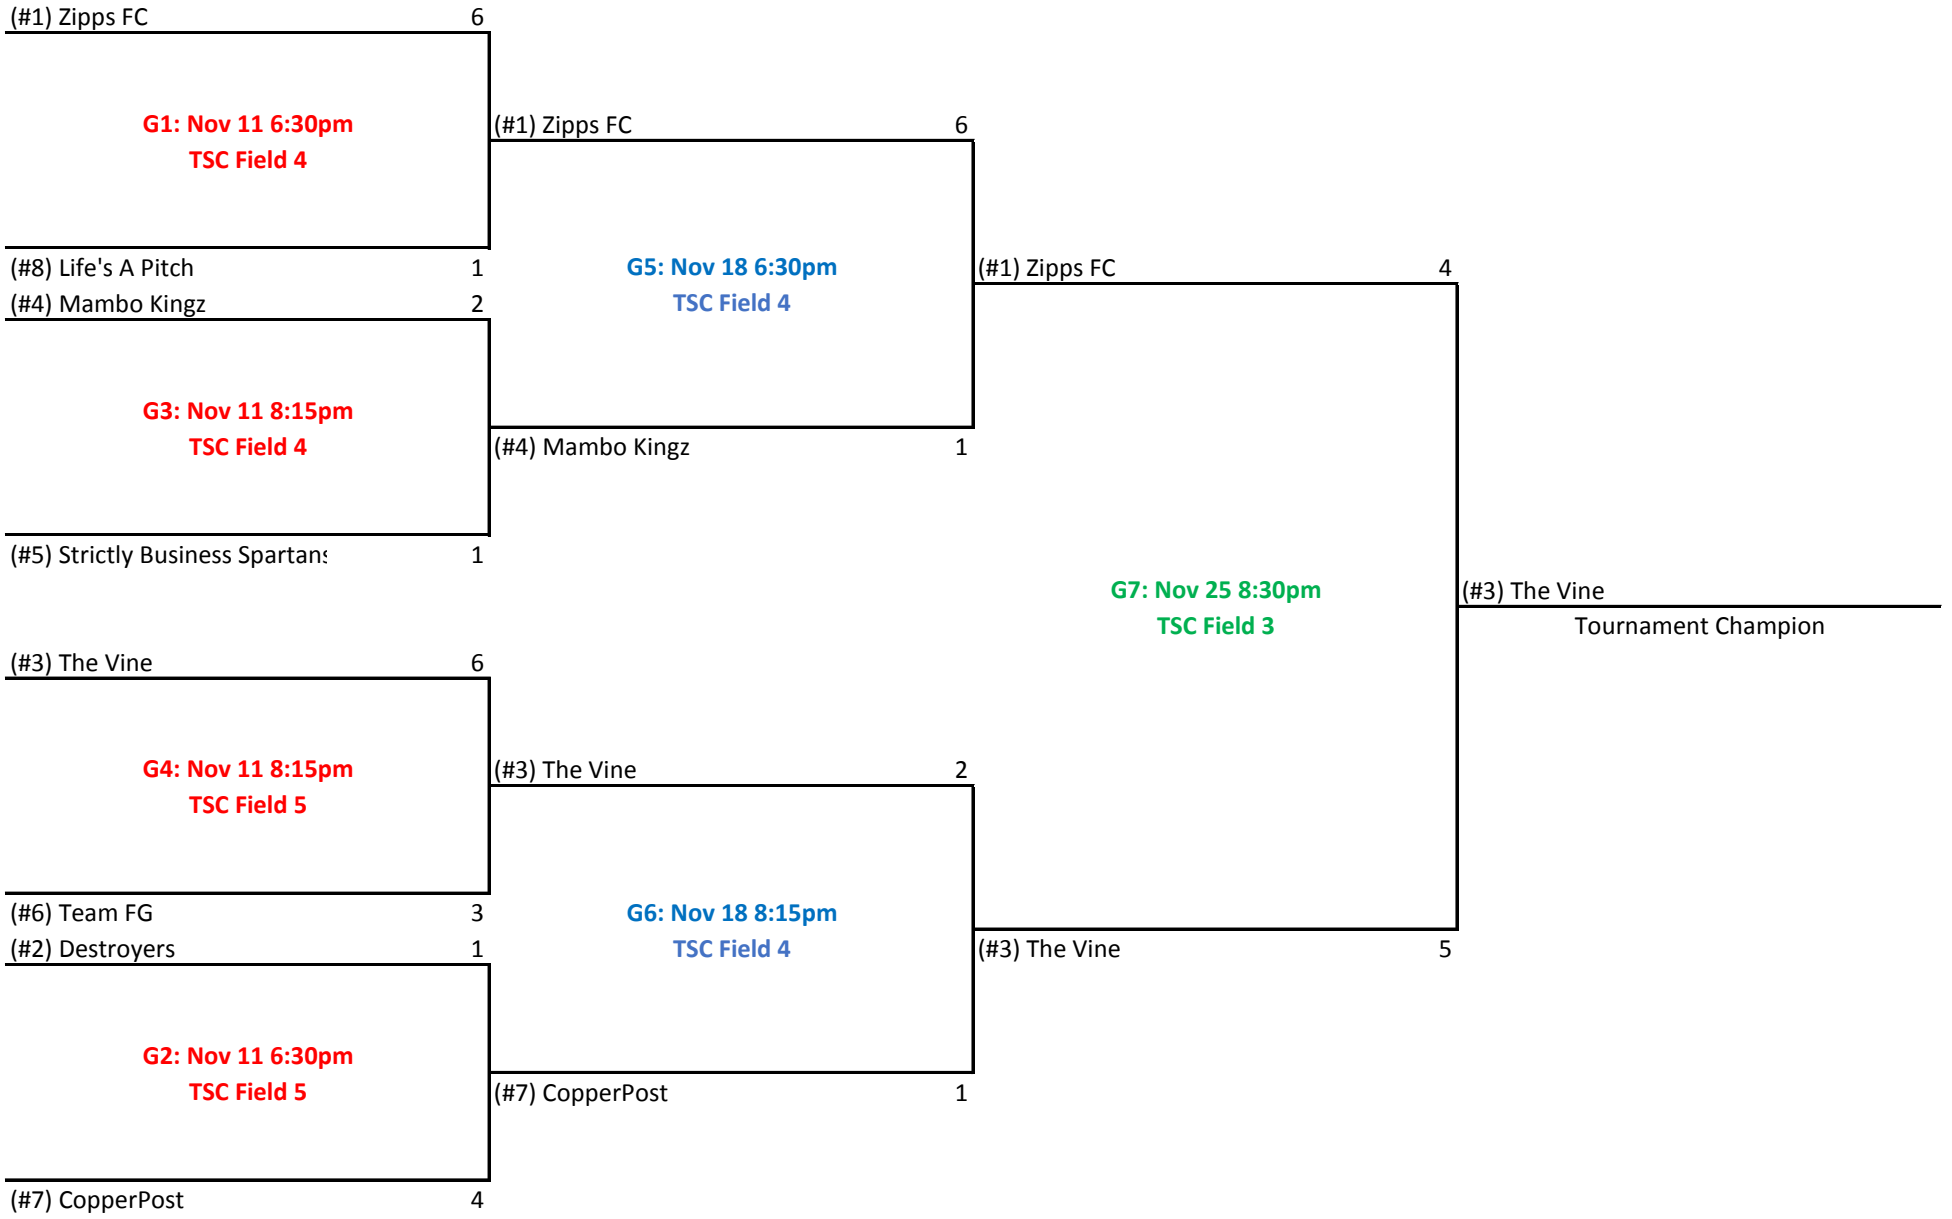 (#1) Zipps FC 6
G1: Nov 11 6:30pm
TSC Field 4
(#8) Life's A Pitch 1
(#4) Mambo Kingz 2
G3: Nov 11 8:15pm
TSC Field 4
(#5) Strictly Business Spartans 1
(#3) The Vine 6
G4: Nov 11 8:15pm
TSC Field 5
(#6) Team FG 3
(#2) Destroyers 1
G2: Nov 11 6:30pm
TSC Field 5
(#7) CopperPost 4
(#1) Zipps FC 6
G5: Nov 18 6:30pm
TSC Field 4
(#4) Mambo Kingz 1
(#3) The Vine 2
G6: Nov 18 8:15pm
TSC Field 4
(#7) CopperPost 1
(#1) Zipps FC 4
G7: Nov 25 8:30pm
TSC Field 3
(#3) The Vine 5
(#3) The Vine
Tournament Champion